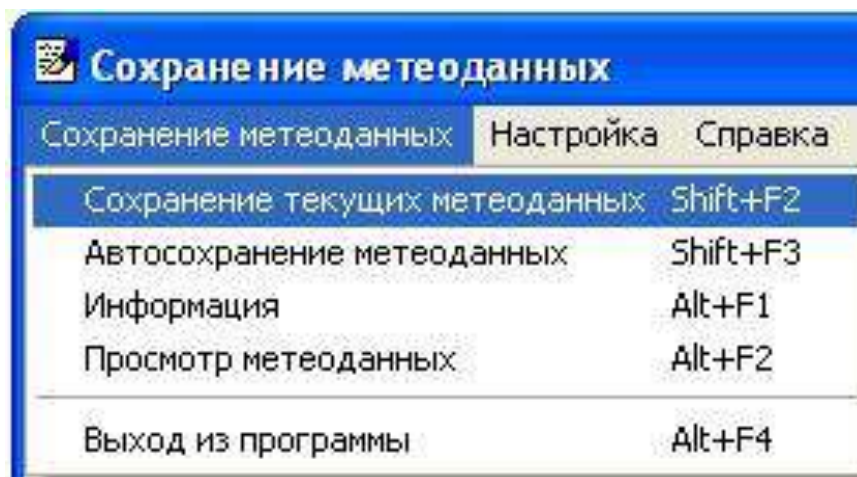 Сохранение метеоданных
Сохранение метеоданных Настройка Справка
Сохранение текущих метеоданных Shift+F2
Автосохранение метеоданных Shift+F3
Информация Alt+F1
Просмотр метеоданных Alt+F2
Выход из программы Alt+F4